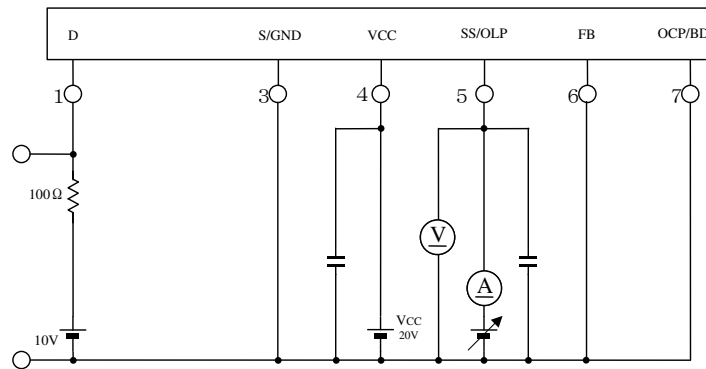 D S/GND VCC SS/OLP FB OCP/BD
1 3 4 5 6 7
100Ω
V
A
10V
VCC
20V